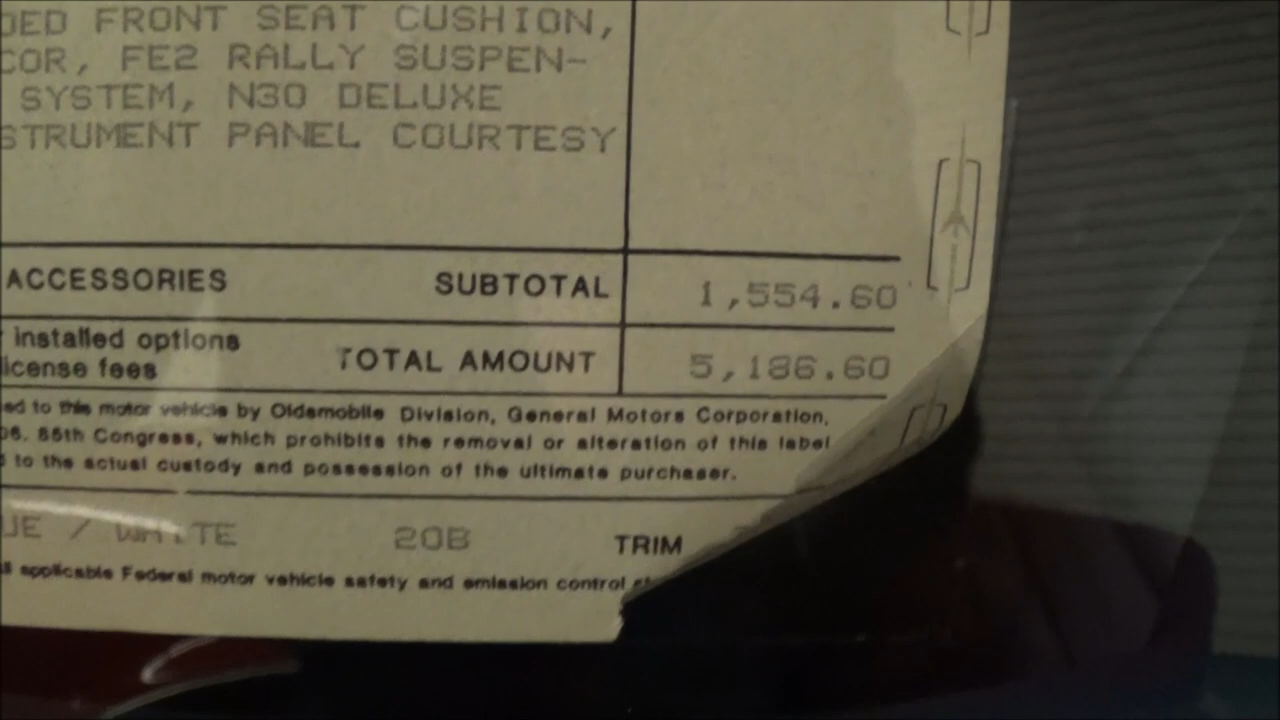 DED FRONT SEAT CUSHION,
COR, FE2 RALLY SUSPEN-
SYSTEM, N30 DELUXE
STRUMENT PANEL COURTESY
ACCESSORIES SUBTOTAL 1,554.60
installed options
license fees TOTAL AMOUNT 5,186.60
ed to this motor vehicle by Oldsmobile Division, General Motors Corporation,
06, 85th Congress, which prohibits the removal or alteration of this label
to the actual custody and possession of the ultimate purchaser.
UE / WHITE 20B TRIM
applicable Federal motor vehicle safety and emission control